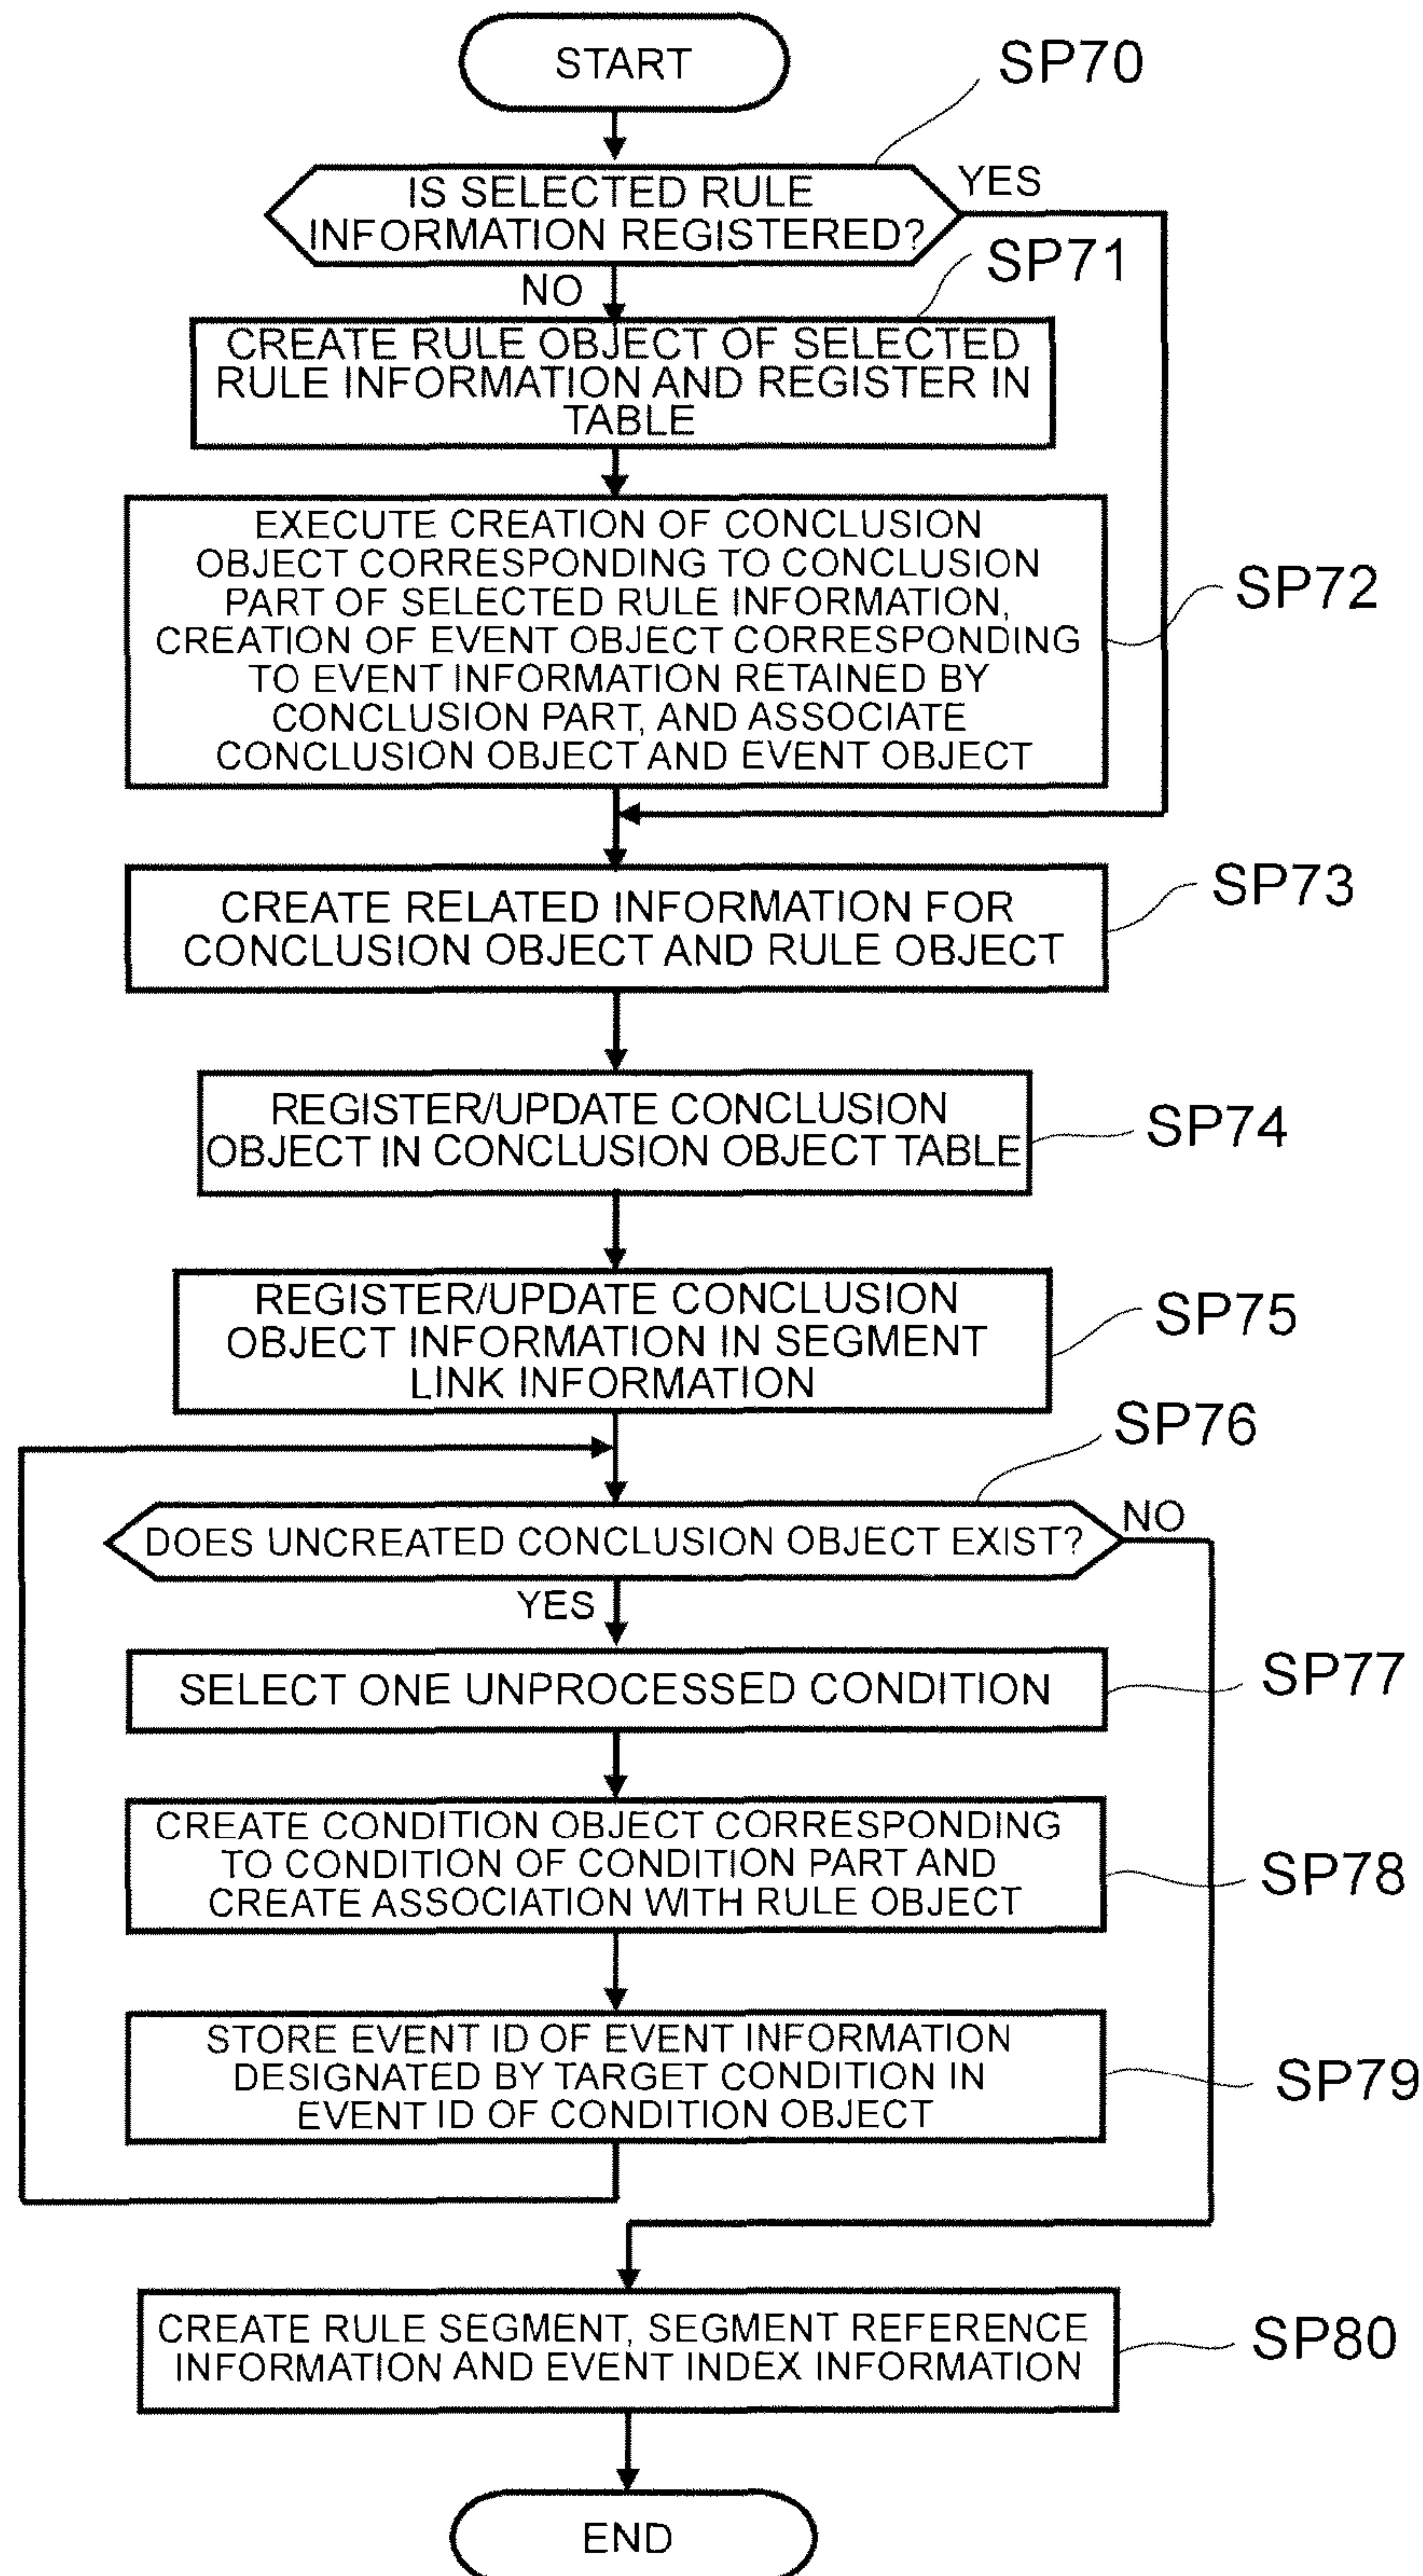 START
SP70
IS SELECTED RULE
INFORMATION REGISTERED?
YES
NO
SP71
CREATE RULE OBJECT OF SELECTED
RULE INFORMATION AND REGISTER IN
TABLE
EXECUTE CREATION OF CONCLUSION
OBJECT CORRESPONDING TO CONCLUSION
PART OF SELECTED RULE INFORMATION,
CREATION OF EVENT OBJECT CORRESPONDING
TO EVENT INFORMATION RETAINED BY
CONCLUSION PART, AND ASSOCIATE
CONCLUSION OBJECT AND EVENT OBJECT
SP72
CREATE RELATED INFORMATION FOR
CONCLUSION OBJECT AND RULE OBJECT
SP73
REGISTER/UPDATE CONCLUSION
OBJECT IN CONCLUSION OBJECT TABLE
SP74
REGISTER/UPDATE CONCLUSION
OBJECT INFORMATION IN SEGMENT
LINK INFORMATION
SP75
SP76
DOES UNCREATED CONCLUSION OBJECT EXIST?
NO
YES
SELECT ONE UNPROCESSED CONDITION
SP77
CREATE CONDITION OBJECT CORRESPONDING
TO CONDITION OF CONDITION PART AND
CREATE ASSOCIATION WITH RULE OBJECT
SP78
STORE EVENT ID OF EVENT INFORMATION
DESIGNATED BY TARGET CONDITION IN
EVENT ID OF CONDITION OBJECT
SP79
CREATE RULE SEGMENT, SEGMENT REFERENCE
INFORMATION AND EVENT INDEX INFORMATION
SP80
END